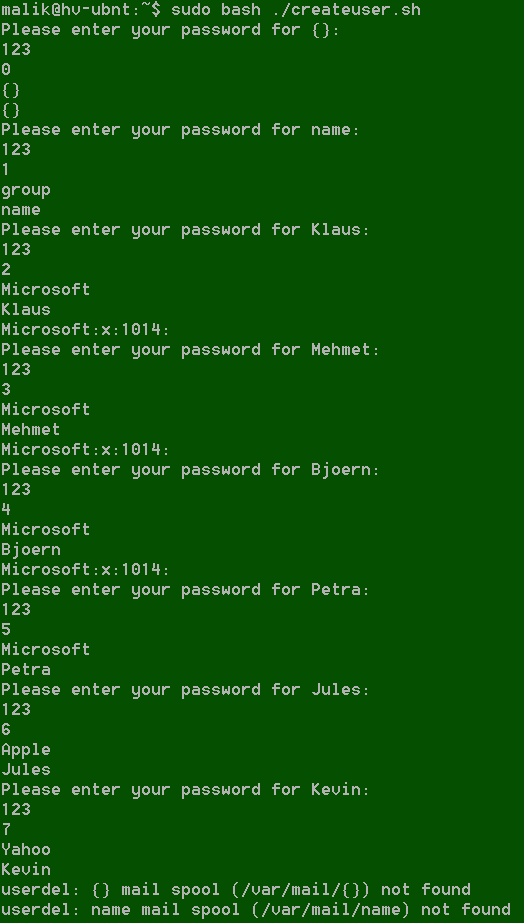 malik@hv-ubnt:~$ sudo bash ./createuser.sh
Please enter your password for {}:
123
0
{}
{}
Please enter your password for name:
123
1
group
name
Please enter your password for Klaus:
123
2
Microsoft
Klaus
Microsoft:x:1014:
Please enter your password for Mehmet:
123
3
Microsoft
Mehmet
Microsoft:x:1014:
Please enter your password for Bjoern:
123
4
Microsoft
Bjoern
Microsoft:x:1014:
Please enter your password for Petra:
123
5
Microsoft
Petra
Please enter your password for Jules:
123
6
Apple
Jules
Please enter your password for Kevin:
123
7
Yahoo
Kevin
userdel: {} mail spool (/var/mail/{}) not found
userdel: name mail spool (/var/mail/name) not found